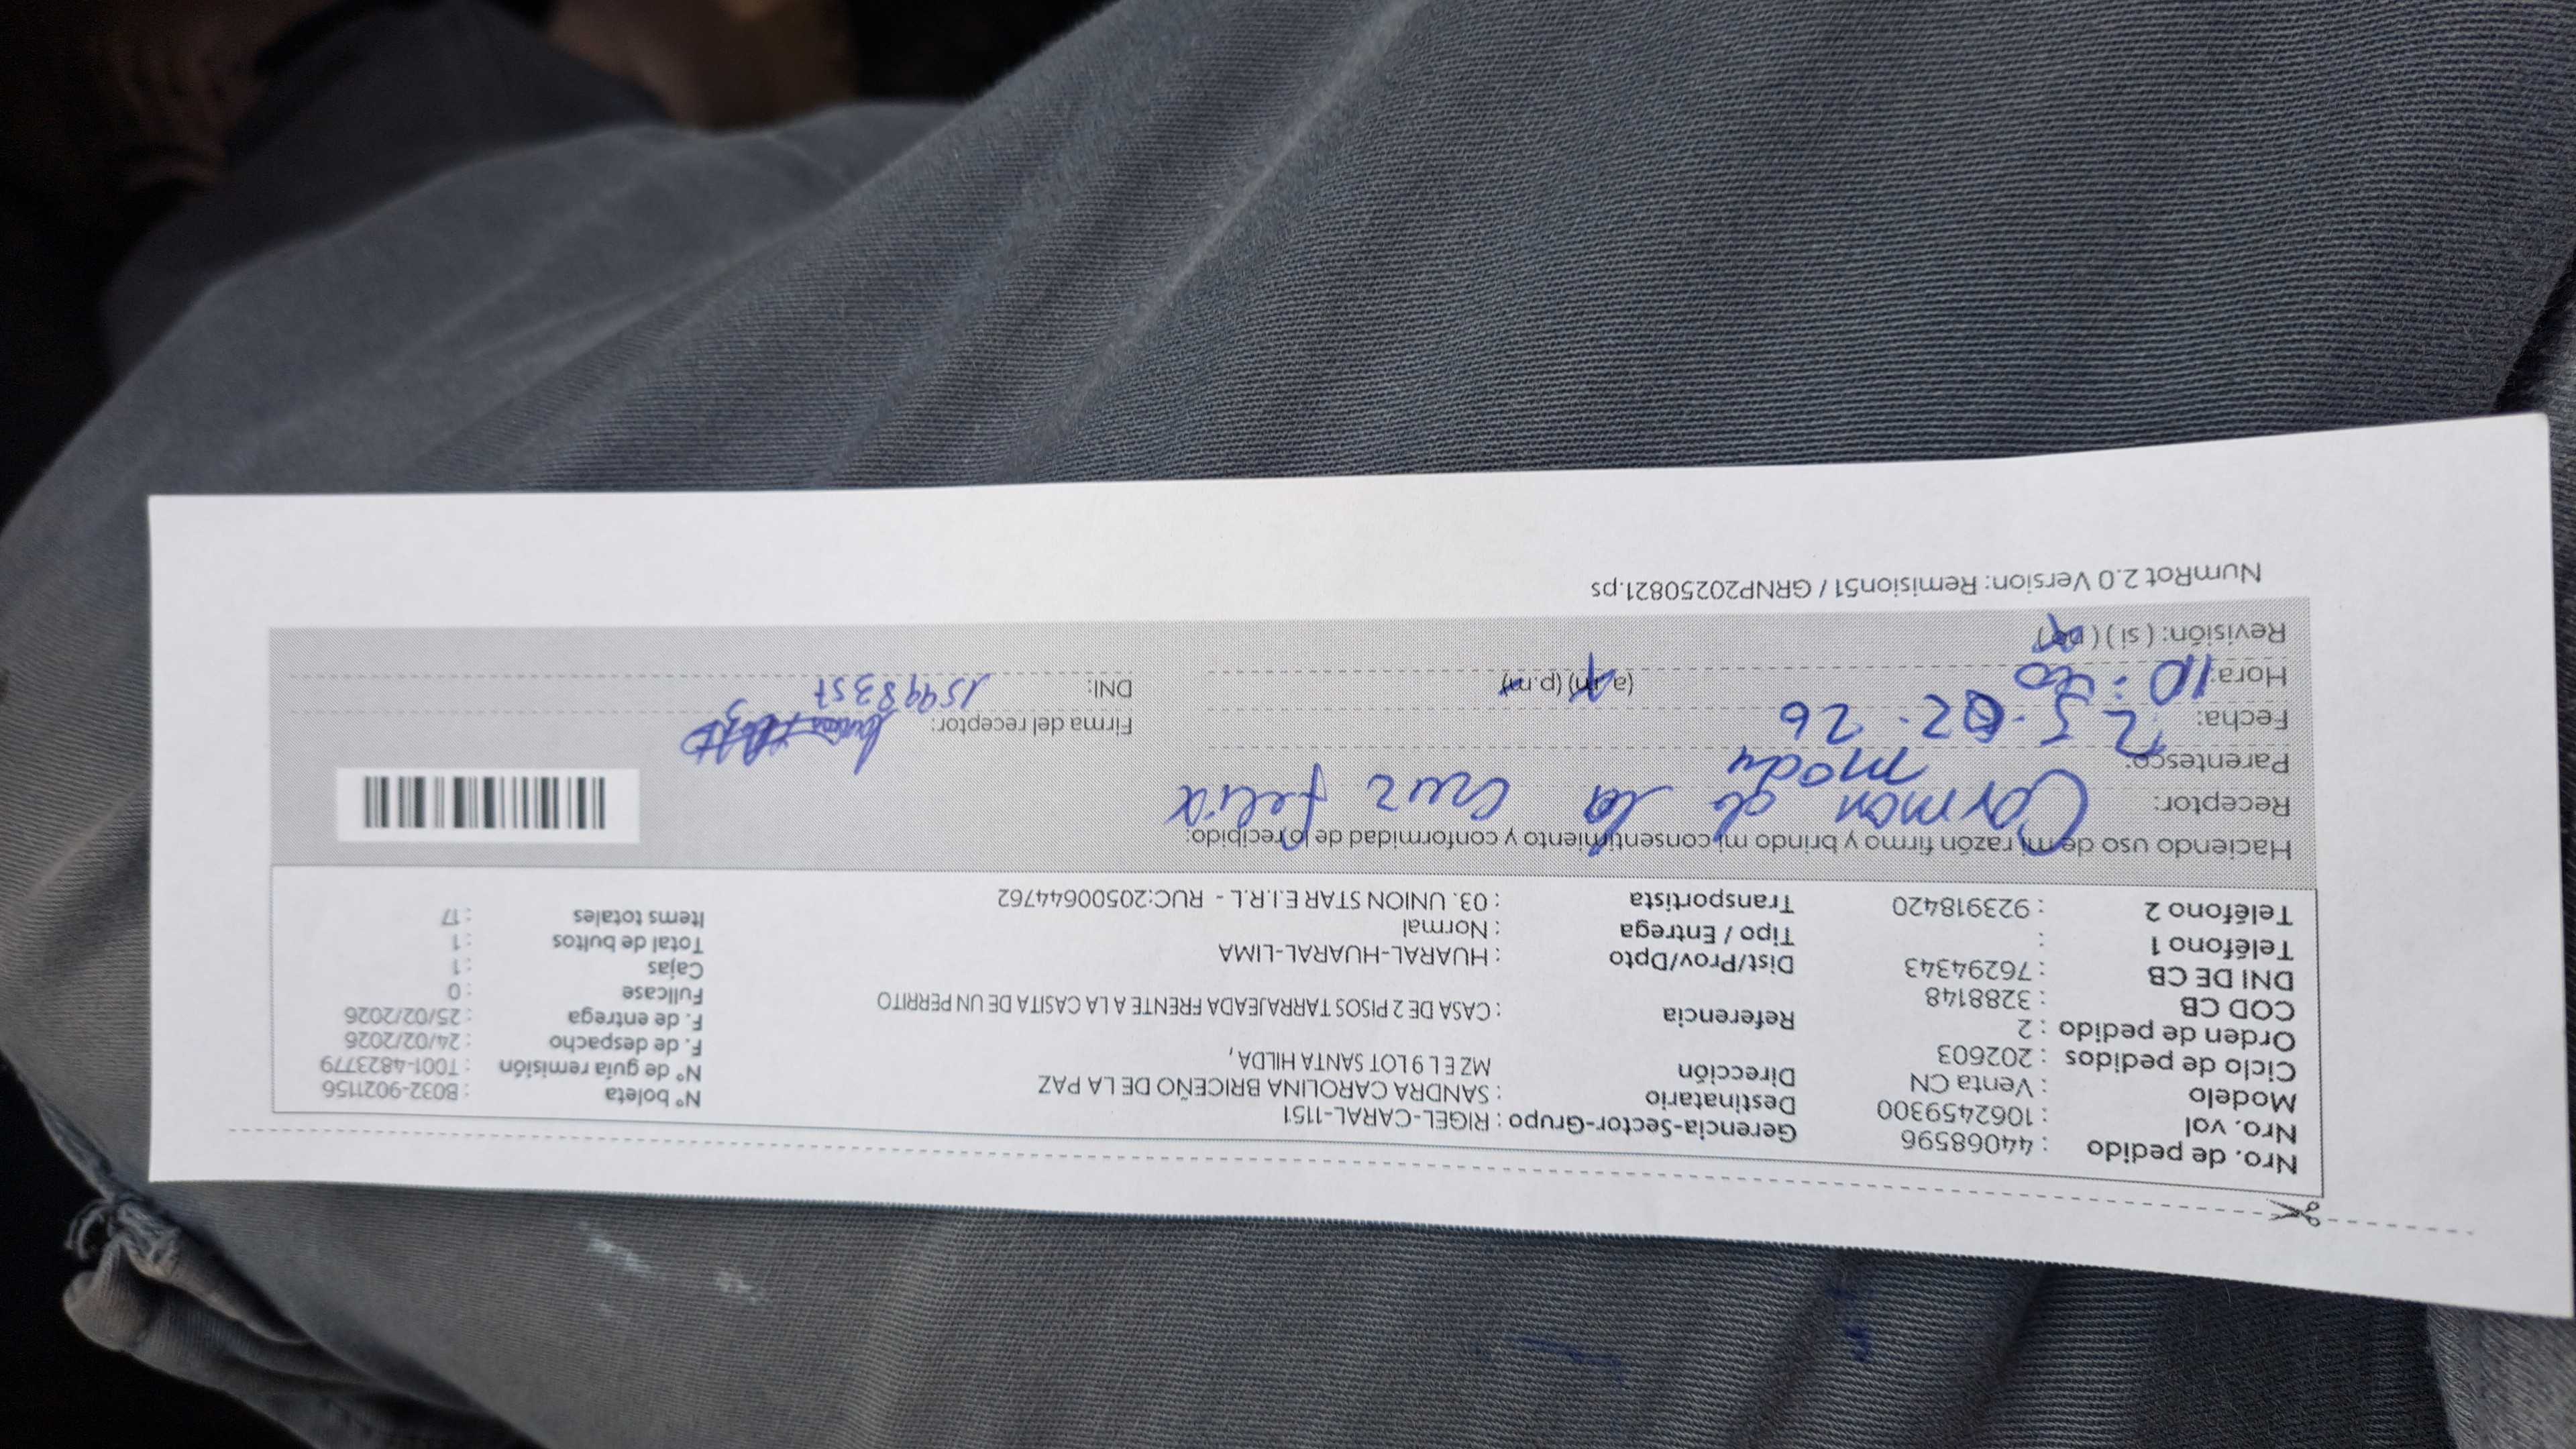 Nro. de pedido : 44068596
Nro. vol : 1062459300
Modelo : Venta CN
Ciclo de pedidos : 202603
Orden de pedido : 2
COD CB : 3288148
DNI DE CB : 76294343
Teléfono 1 :
Teléfono 2 : 923918420
Gerencia-Sector-Grupo : RIGEL-CARAL-1151
Destinatario : SANDRA CAROLINA BRICEÑO DE LA PAZ
Dirección MZ E L 9 LOT SANTA HILDA,
Referencia : CASA DE 2 PISOS TARRAJEADA FRENTE A LA CASITA DE UN PERRITO
Dist/Prov/Dpto : HUARAL-HUARAL-LIMA
Tipo / Entrega : Normal
Transportista : 03. UNION STAR E.I.R.L - RUC:20500644762
N° boleta : B032-9021156
N° de guía remisión : T001-4823779
F. de despacho : 24/02/2026
F. de entrega : 25/02/2026
Fullcase : 0
Cajas : 1
Total de bultos : 1
Items totales : 17
Haciendo uso de mi razón firmo y brindo mi consentimiento y conformidad de lo recibido:
Receptor: Carmen de la Cruz felix
Parentesco:
Fecha: 25.02.26
Hora: 10:00 (a.m) (p.m)
Revisión: ( si ) ( no )
Firma del receptor:
DNI:
NumRot 2.0 Version: Remision51 / GRNP20250821.ps